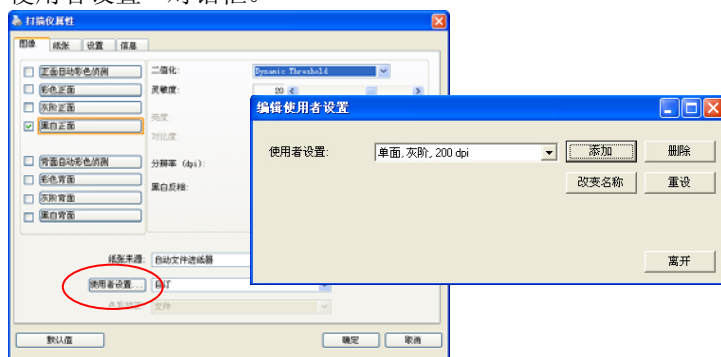 使用者设置”对话框。
扫描仪属性
图像 纸张 设置 信息
正面自动彩色侦测
彩色正面
灰阶正面
黑白正面
背面自动彩色侦测
彩色背面
灰阶背面
黑白背面
二值化: Dynamic Threshold
灵敏度: 20
亮度:
对比度:
分辨率 (dpi):
黑白反相:
纸张来源: 自动文件进纸器
使用者设置... 自订
文件
默认值 确定 取消
编辑使用者设置
使用者设置: 单面, 灰阶, 200 dpi 添加 删除
改变名称 重设
离开